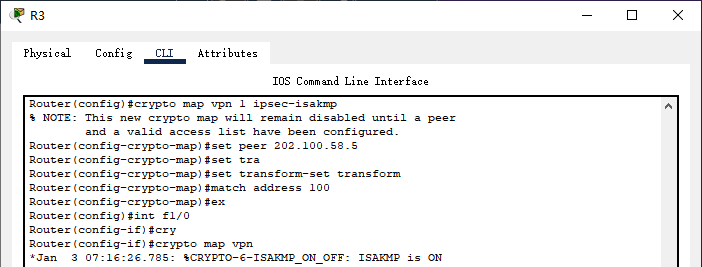 R3
Physical Config CLI Attributes
IOS Command Line Interface
Router(config)#crypto map vpn 1 ipsec-isakmp
% NOTE: This new crypto map will remain disabled until a peer
and a valid access list have been configured.
Router(config-crypto-map)#set peer 202.100.58.5
Router(config-crypto-map)#set tra
Router(config-crypto-map)#set transform-set transform
Router(config-crypto-map)#match address 100
Router(config-crypto-map)#ex
Router(config)#int f1/0
Router(config-if)#cry
Router(config-if)#crypto map vpn
*Jan  3 07:16:26.785: %CRYPTO-6-ISAKMP_ON_OFF: ISAKMP is ON